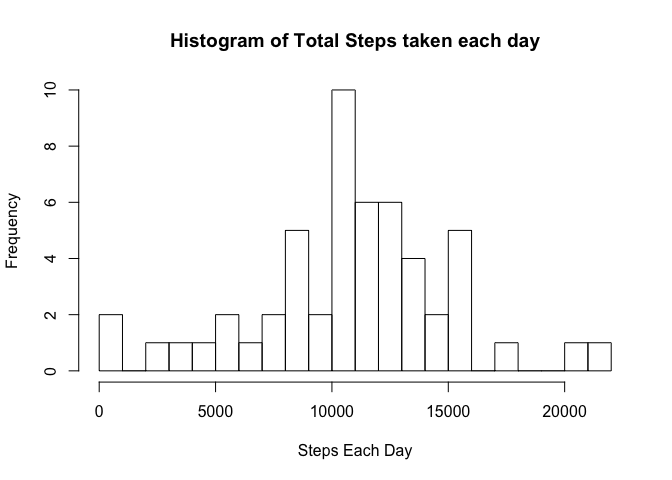 Histogram of Total Steps taken each day
Frequency
10
8
6
4
2
0
0 5000 10000 15000 20000
Steps Each Day